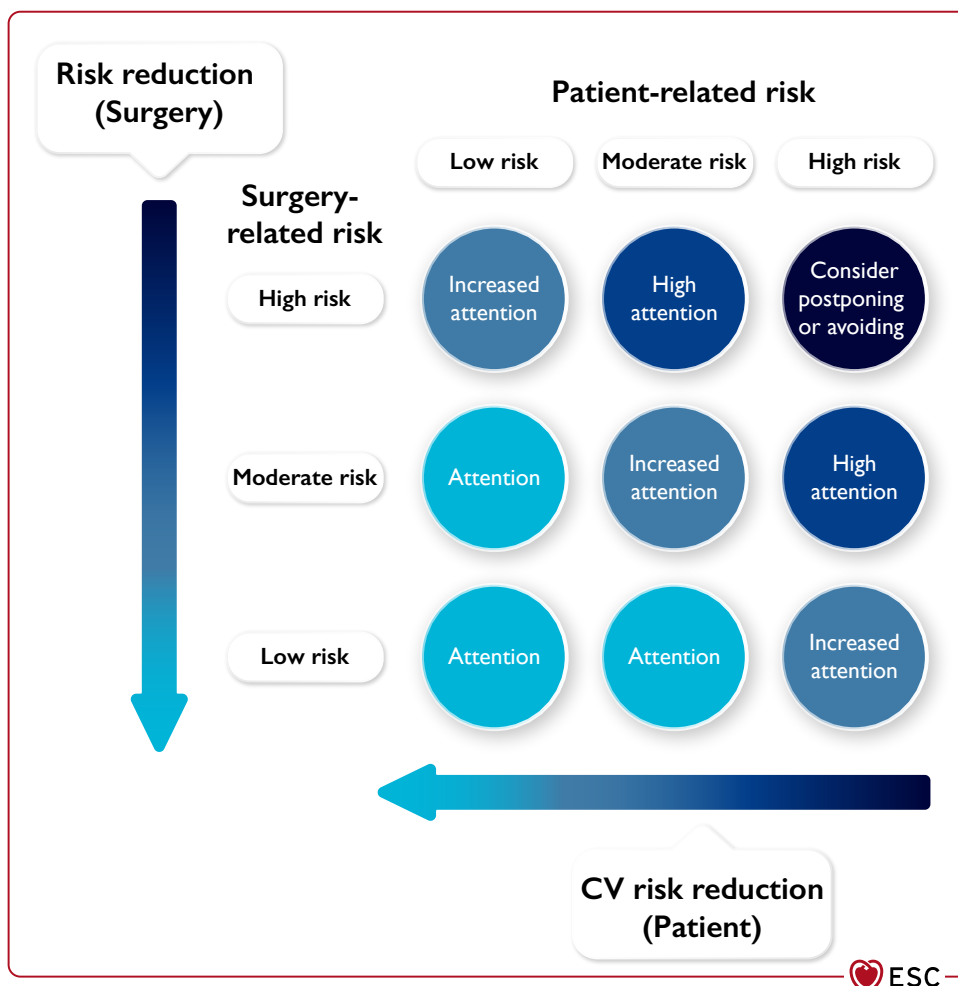 Risk reduction
(Surgery)
Patient-related risk
Low risk
Moderate risk
High risk
Surgery-
related risk
High risk
Increased
attention
High
attention
Consider
postponing
or avoiding
Moderate risk
Attention
Increased
attention
High
attention
Low risk
Attention
Attention
Increased
attention
CV risk reduction
(Patient)
ESC